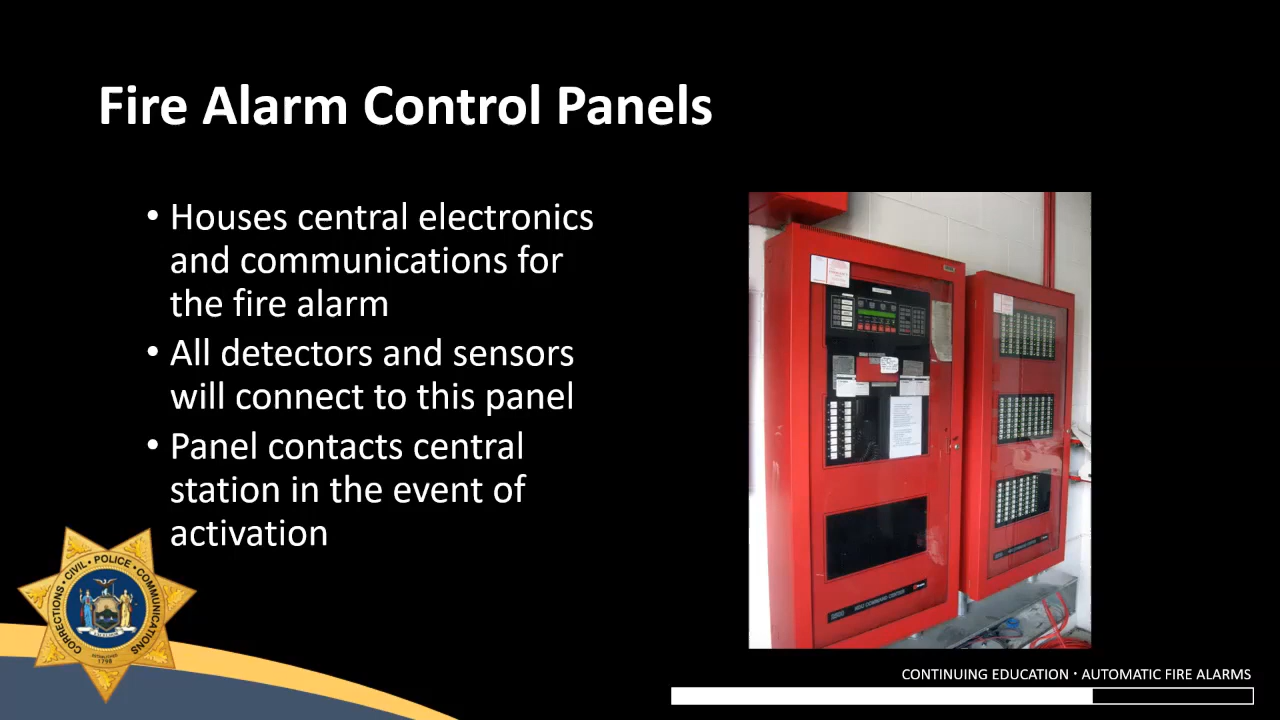 Fire Alarm Control Panels
• Houses central electronics
and communications for
the fire alarm
• All detectors and sensors
will connect to this panel
• Panel contacts central
station in the event of
activation
CORRECTIONS • CIVIL • POLICE • COMMUNICATIONS
ESTABLISHED
1798
CONTINUING EDUCATION • AUTOMATIC FIRE ALARMS